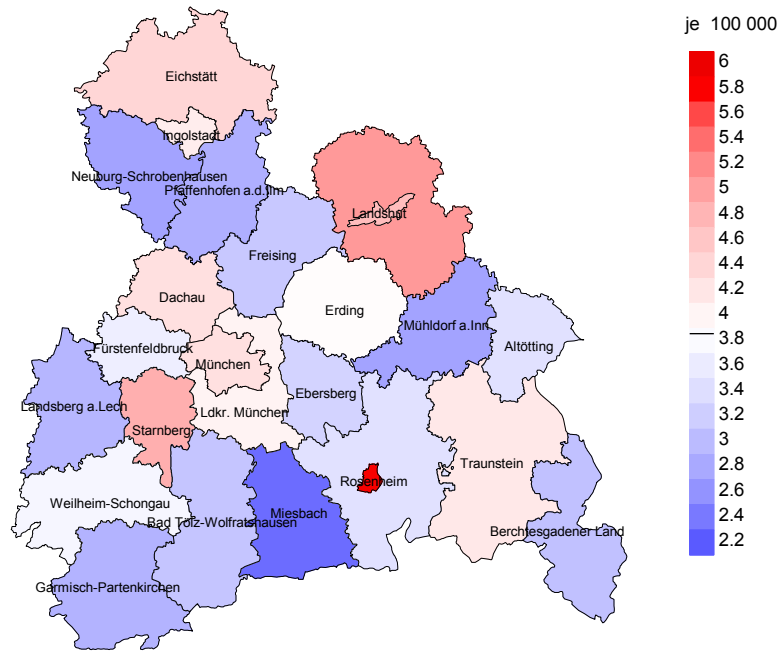 je 100 000
6
5.8
5.6
5.4
5.2
5
4.8
4.6
4.4
4.2
4
3.8
3.6
3.4
3.2
3
2.8
2.6
2.4
2.2
Eichstätt
Ingolstadt
Neuburg-Schrobenhausen
Pfaffenhofen a.d.Ilm
Landshut
Freising
Dachau
Erding
Mühldorf a.Inn
Altötting
Fürstenfeldbruck
München
Ebersberg
Landsberg a.Lech
Ldkr. München
Starnberg
Traunstein
Rosenheim
Weilheim-Schongau
Miesbach
Bad Tölz-Wolfratshausen
Berchtesgadener Land
Garmisch-Partenkirchen